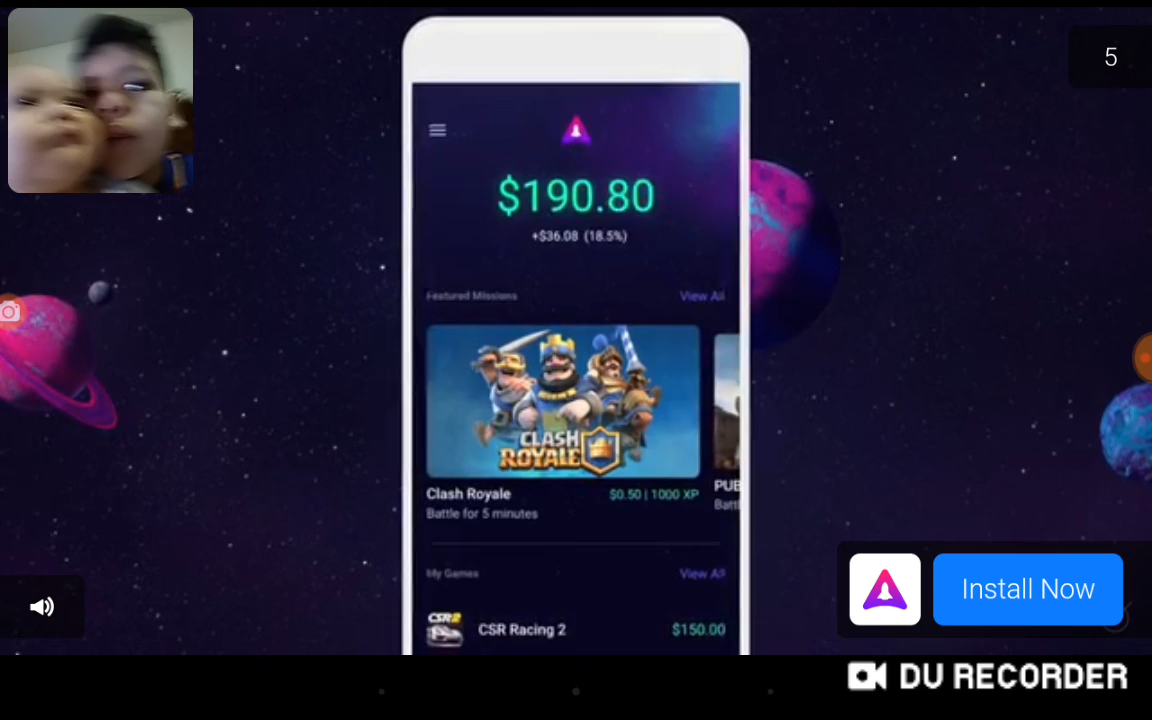 5
$190.80
+$36.08 (18.5%)
Featured Missions
View All
CLASH
ROYALE
Clash Royale
$0.50 | 1000 XP
PUB
Battle for 5 minutes
Batt
My Games
View All
CSR2
CSR Racing 2
$150.00
Install Now
DU RECORDER